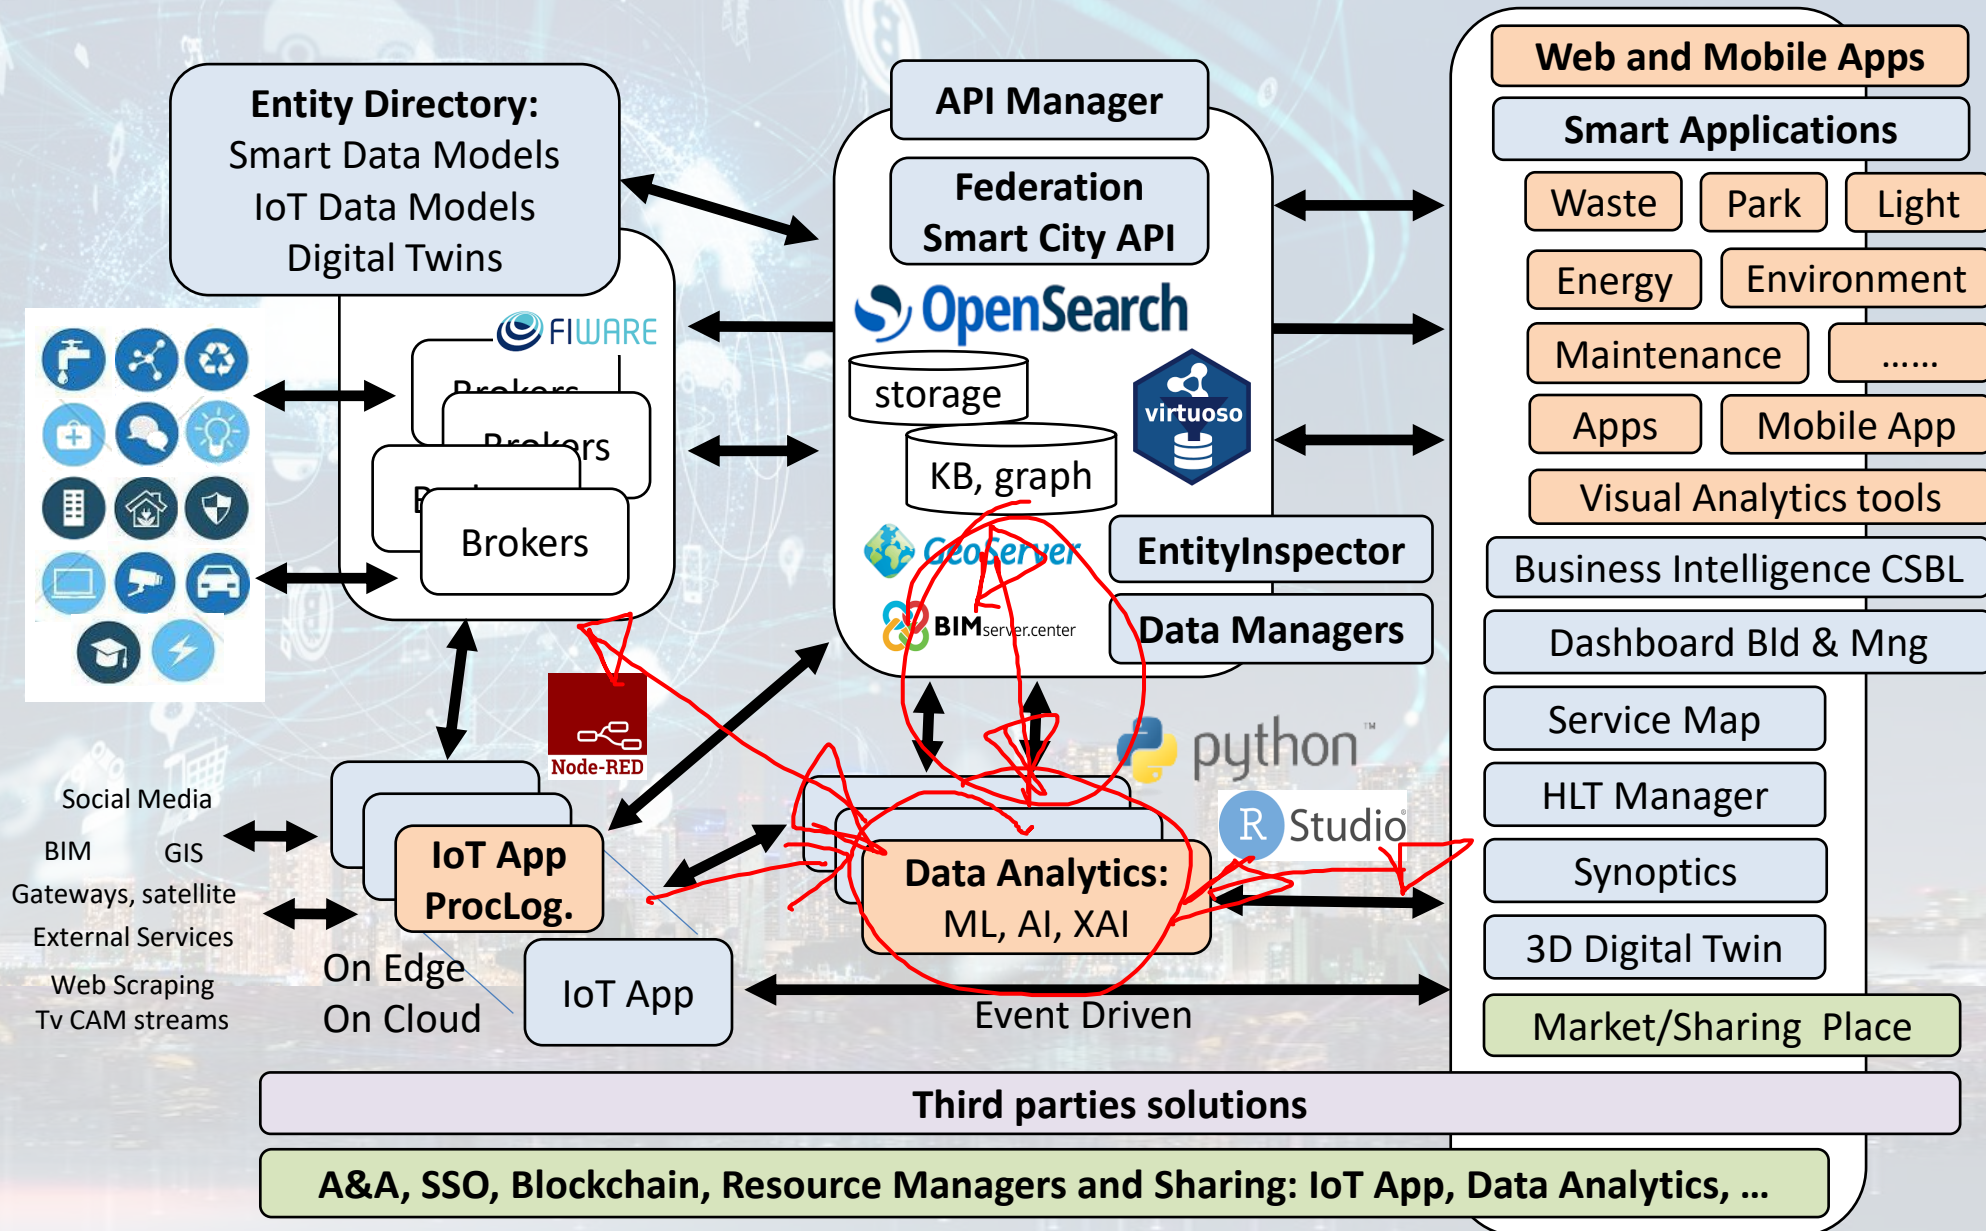 Entity Directory:
Smart Data Models
IoT Data Models
Digital Twins
FIWARE
Brokers
Brokers
Brokers
API Manager
Federation
Smart City API
OpenSearch
storage
virtuoso
KB, graph
GeoServer
EntityInspector
BIMserver.center
Data Managers
Web and Mobile Apps
Smart Applications
Waste
Park
Light
Energy
Environment
Maintenance
......
Apps
Mobile App
Visual Analytics tools
Business Intelligence CSBL
Dashboard Bld & Mng
Service Map
HLT Manager
Synoptics
3D Digital Twin
Market/Sharing Place
Node-RED
python™
R Studio
Social Media
BIM GIS
Gateways, satellite
External Services
Web Scraping
Tv CAM streams
IoT App
ProcLog.
On Edge
On Cloud
IoT App
Data Analytics:
ML, AI, XAI
Event Driven
Third parties solutions
A&A, SSO, Blockchain, Resource Managers and Sharing: IoT App, Data Analytics, ...